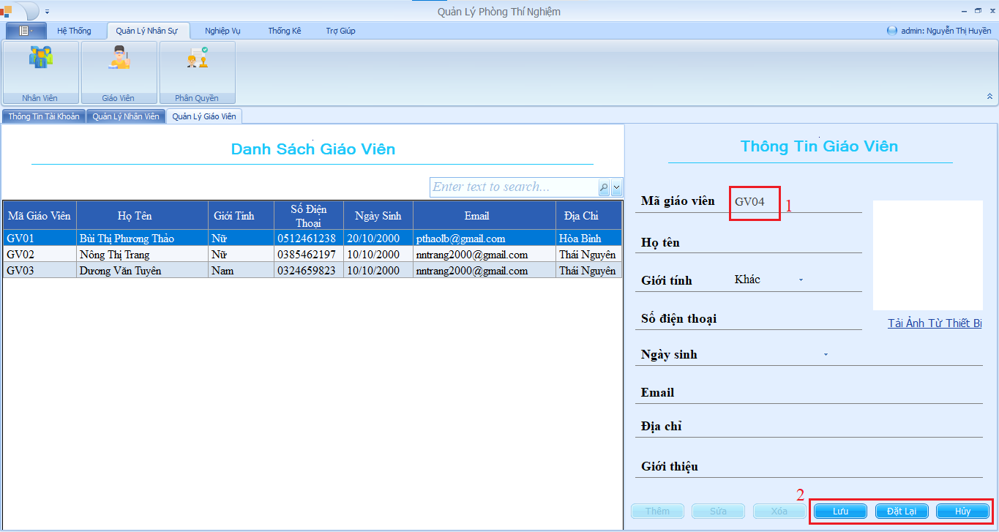 Quản Lý Phòng Thí Nghiệm
Hệ Thống Quản Lý Nhân Sự Nghiệp Vụ Thống Kê Trợ Giúp admin: Nguyễn Thị Huyền
Nhân Viên Giáo Viên Phân Quyền
Thông Tin Tài Khoản Quản Lý Nhân Viên Quản Lý Giáo Viên
Danh Sách Giáo Viên
Enter text to search...
Mã Giáo Viên Họ Tên Giới Tính Số Điện Thoại Ngày Sinh Email Địa Chỉ
GV01 Bùi Thị Phương Thảo Nữ 0512461238 20/10/2000 pthaolb@gmail.com Hòa Bình
GV02 Nông Thị Trang Nữ 0385462197 10/10/2000 nntrang2000@gmail.com Thái Nguyên
GV03 Dương Văn Tuyên Nam 0324659823 10/10/2000 nntrang2000@gmail.com Thái Nguyên
Thông Tin Giáo Viên
Mã giáo viên GV04 1
Họ tên
Giới tính Khác
Số điện thoại
Tải Ảnh Từ Thiết Bị
Ngày sinh
Email
Địa chỉ
Giới thiệu
2
Thêm Sửa Xóa Lưu Đặt Lại Hủy